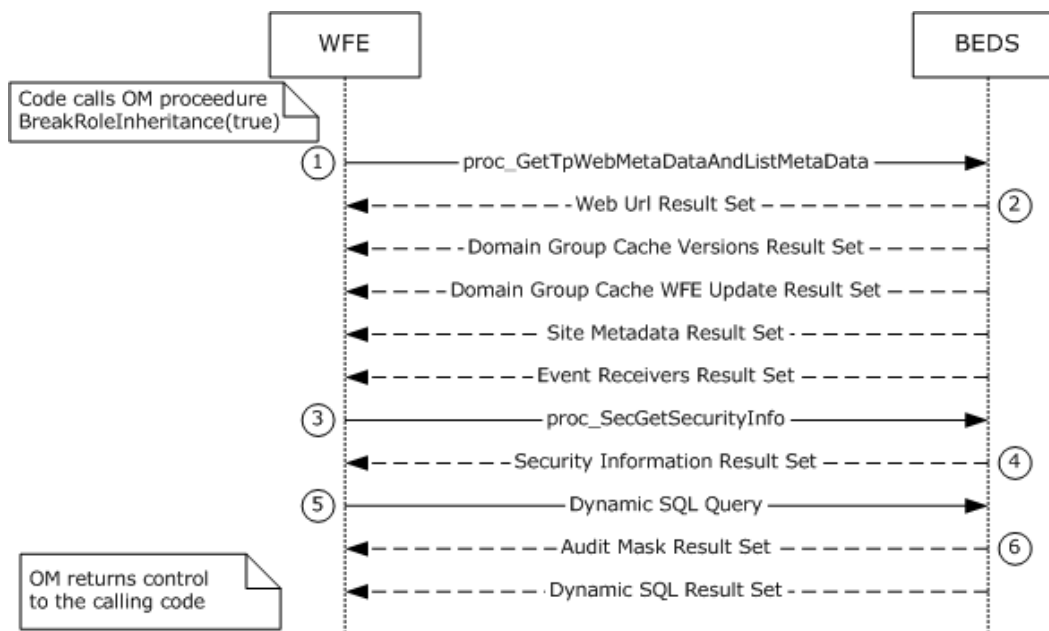 WFE
BEDS
Code calls OM proceedure
BreakRoleInheritance(true)
1
proc_GetTpWebMetaDataAndListMetaData
Web Url Result Set
2
Domain Group Cache Versions Result Set
Domain Group Cache WFE Update Result Set
Site Metadata Result Set
Event Receivers Result Set
3
proc_SecGetSecurityInfo
Security Information Result Set
4
5
Dynamic SQL Query
Audit Mask Result Set
6
OM returns control
to the calling code
Dynamic SQL Result Set